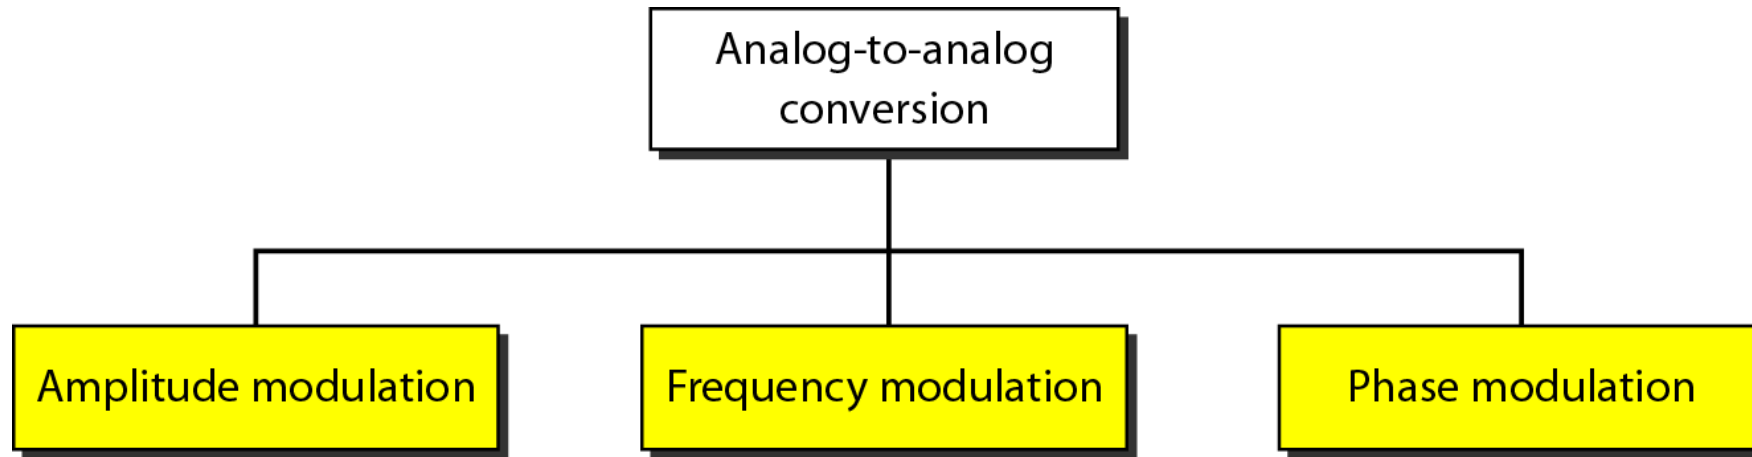 Analog-to-analog
conversion
Amplitude modulation
Frequency modulation
Phase modulation